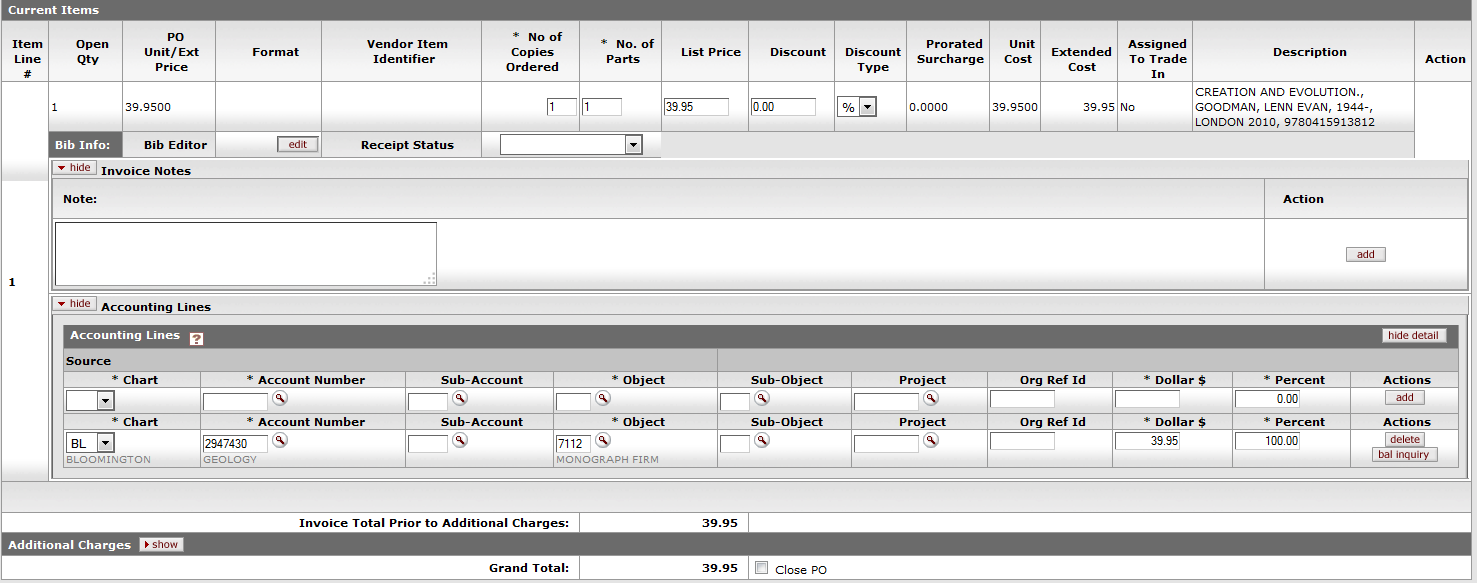 Current Items
Item Line # Open Qty PO Unit/Ext Price Format Vendor Item Identifier * No of Copies Ordered * No. of Parts List Price Discount Discount Type Prorated Surcharge Unit Cost Extended Cost Assigned To Trade In Description Action
1 39.9500 1 1 39.95 0.00 % 0.0000 39.9500 39.95 No CREATION AND EVOLUTION., GOODMAN, LENN EVAN, 1944-, LONDON 2010, 9780415913812
Bib Info: Bib Editor edit Receipt Status
hide Invoice Notes
Note: Action
add
1
hide Accounting Lines
Accounting Lines ? hide detail
Source
* Chart * Account Number Sub-Account * Object Sub-Object Project Org Ref Id * Dollar $ * Percent Actions
0.00 add
* Chart * Account Number Sub-Account * Object Sub-Object Project Org Ref Id * Dollar $ * Percent Actions
BL 2947430 7112 39.95 100.00 delete
bal inquiry
BLOOMINGTON GEOLOGY MONOGRAPH FIRM
Invoice Total Prior to Additional Charges: 39.95
Additional Charges show
Grand Total: 39.95 Close PO